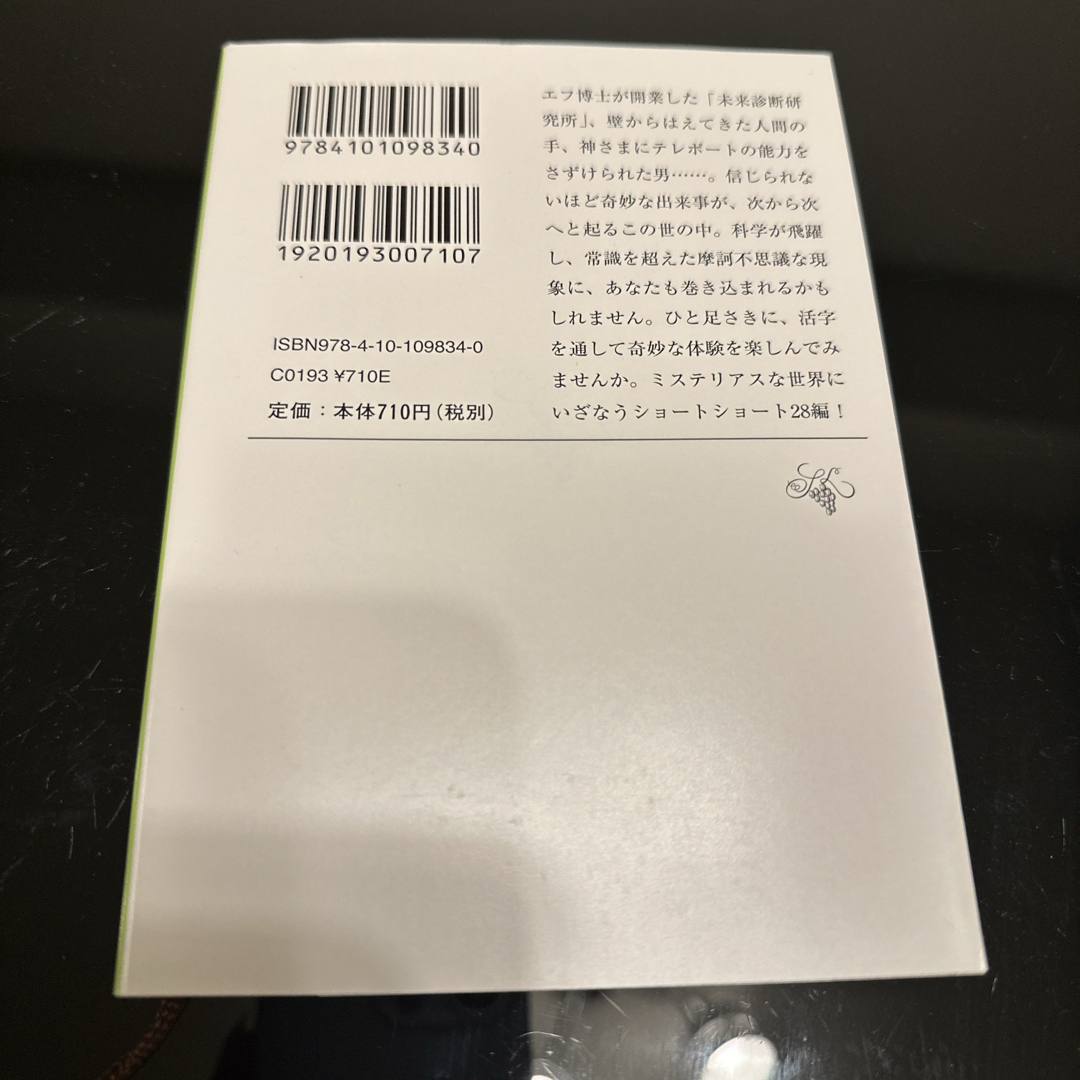 9784101098340
1920193007107
ISBN978-4-10-109834-0
C0193 ¥710E
定価：本体710円（税別）
エフ博士が開業した「未来診断研
究所」、壁からはえてきた人間の
手、神さまにテレポートの能力を
さずけられた男……。信じられな
いほど奇妙な出来事が、次から次
へと起るこの世の中。科学が飛躍
し、常識を超えた摩訶不思議な現
象に、あなたも巻き込まれるかも
しれません。ひと足さきに、活字
を通して奇妙な体験を楽しんでみ
ませんか。ミステリアスな世界に
いざなうショートショート28編！